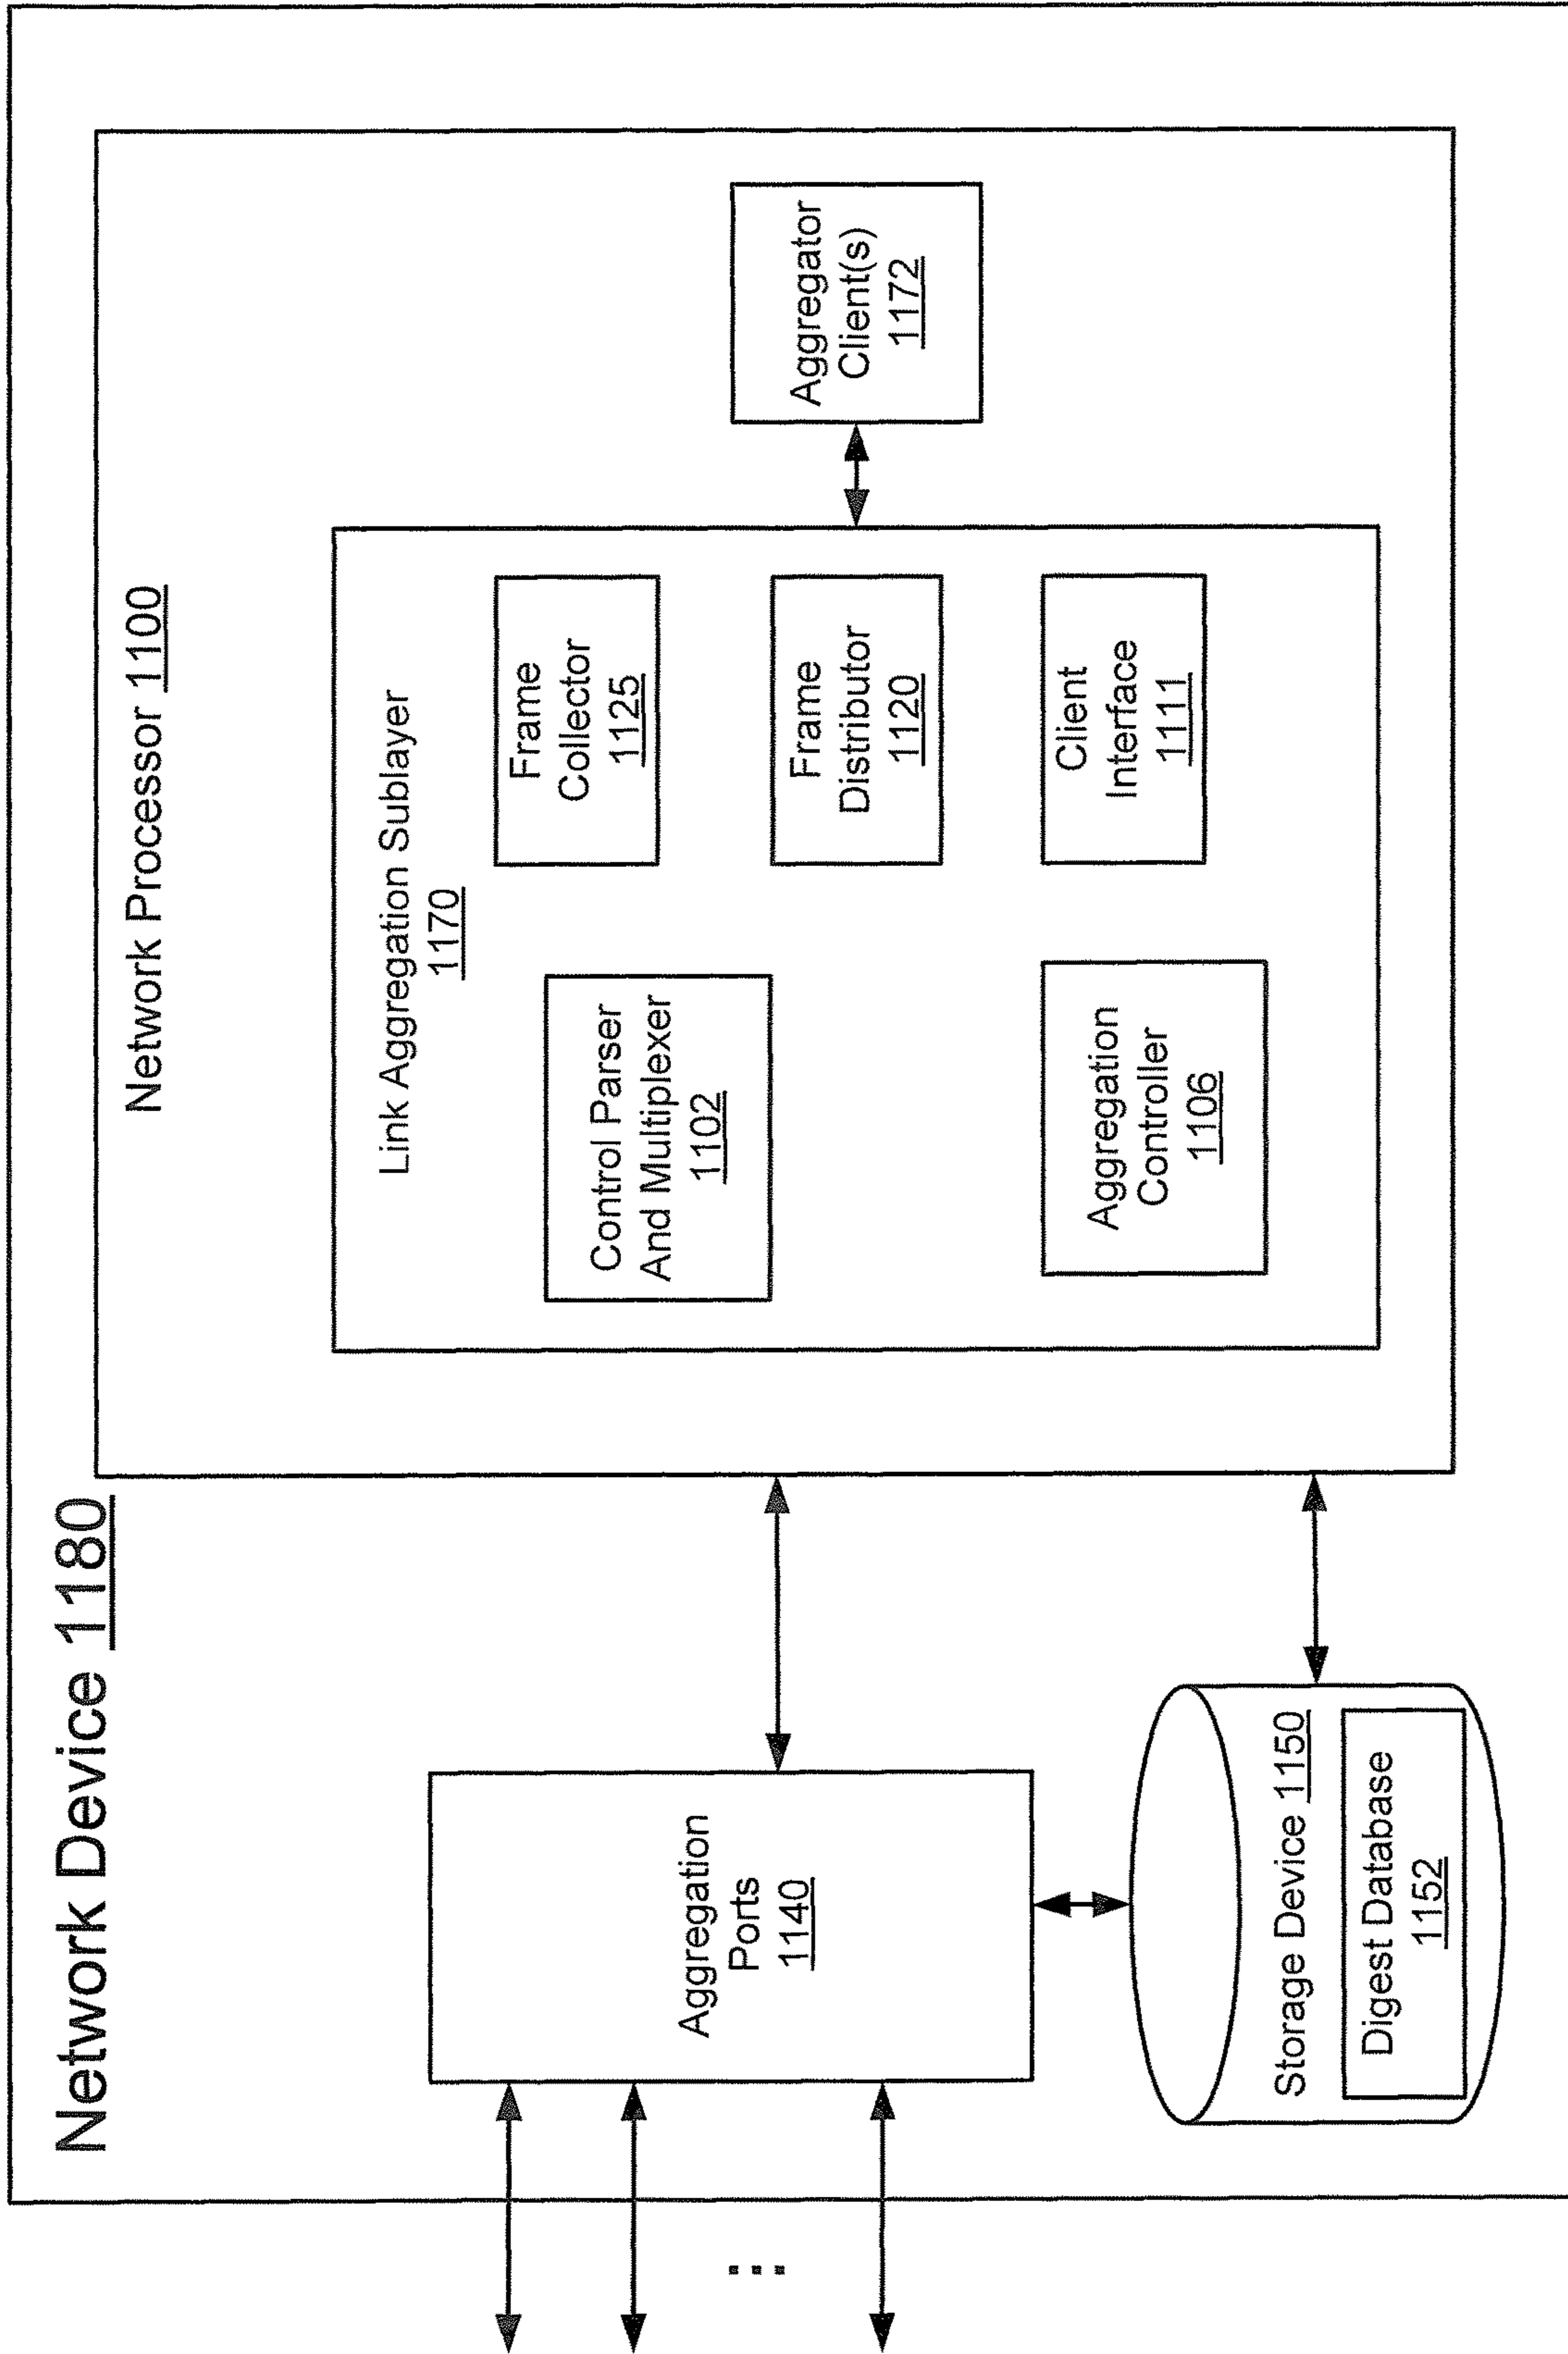 Network Device 1180
Network Processor 1100
Link Aggregation Sublayer
1170
Control Parser
And Multiplexer
1102
Frame
Collector
1125
Frame
Distributor
1120
Aggregation
Controller
1106
Client
Interface
1111
Aggregator
Client(s)
1172
Aggregation
Ports
1140
...
Storage Device 1150
Digest Database
1152